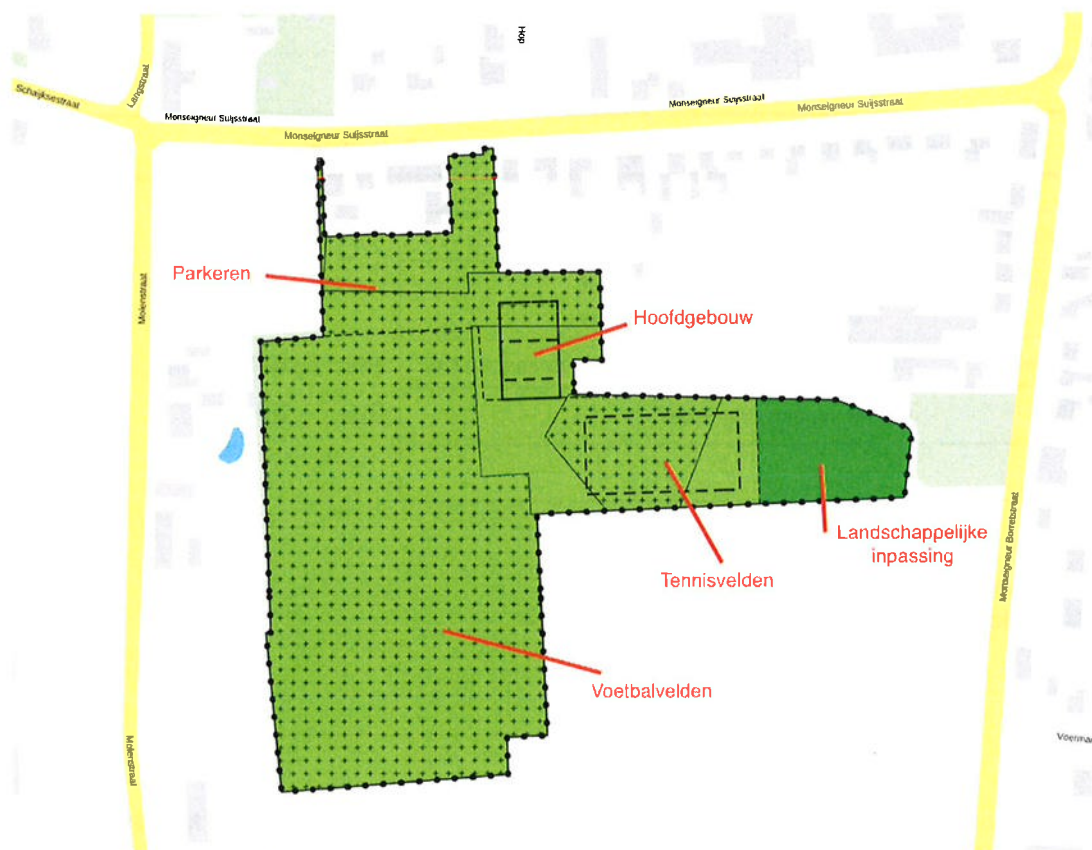 Hop
Schaijksestraat
Langstraat
Monseigneur Suijsstraat
Monseigneur Suijsstraat
Monseigneur Suijsstraat
Monseigneur Suijsstraat
Parkeren
Molenstraat
Hoofdgebouw
Landschappelijke
inpassing
Tennisvelden
Monseigneur Borretstraat
Voetbalvelden
Molenstraat